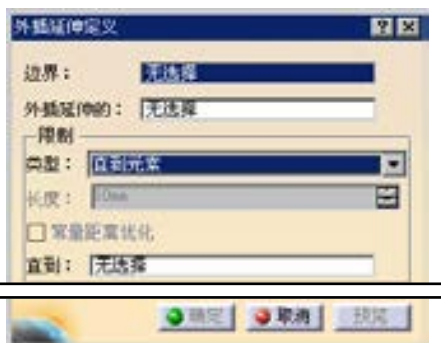 外插延伸定义
边界： 无选择
外插延伸的： 无选择
限制
类型： 直到元素
长度： 10mm
常量距离优化
直到： 无选择
确定 取消 预览